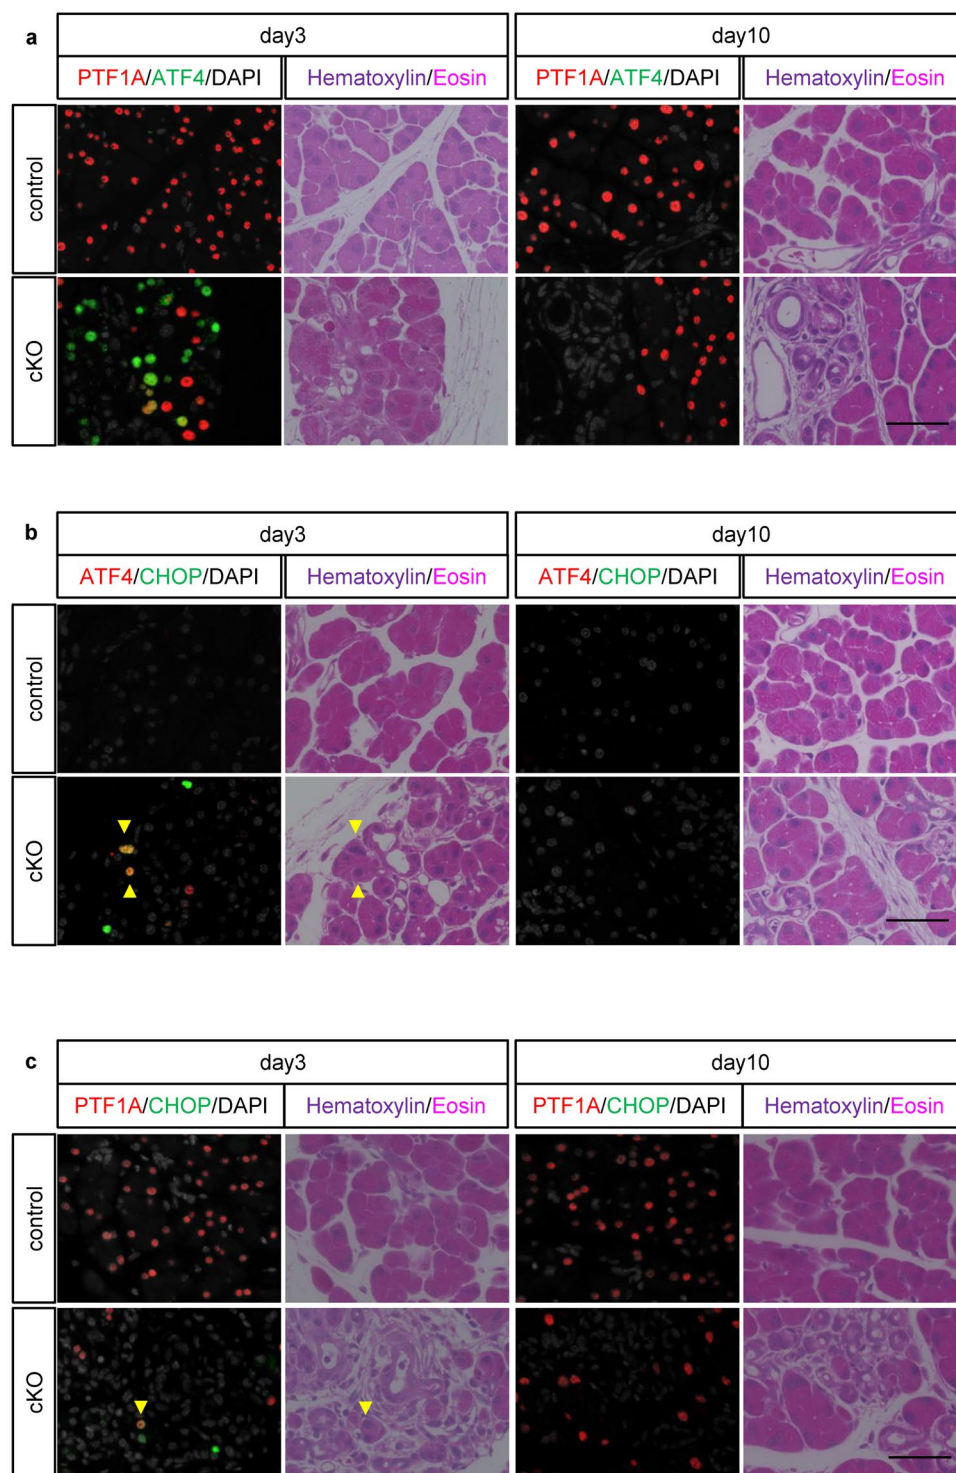 a
day3
day10
PTF1A/ATF4/DAPI
Hematoxylin/Eosin
PTF1A/ATF4/DAPI
Hematoxylin/Eosin
control
cKO
b
day3
day10
ATF4/CHOP/DAPI
Hematoxylin/Eosin
ATF4/CHOP/DAPI
Hematoxylin/Eosin
control
cKO
c
day3
day10
PTF1A/CHOP/DAPI
Hematoxylin/Eosin
PTF1A/CHOP/DAPI
Hematoxylin/Eosin
control
cKO